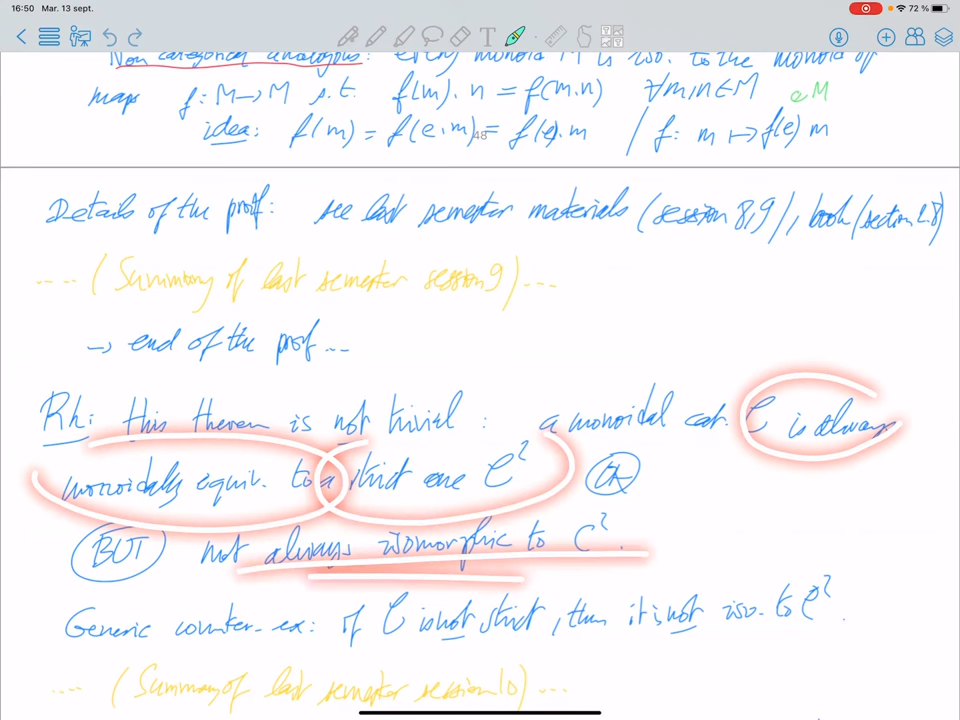 16:50 Mar. 13 sept.
72 %
Non categorical analogous: Every monoid M is iso. to the monoid of
maps f: M → M s.t. f(m).n = f(m.n) ∀m,n ∈ M e M
idea: f(m) = f(e.m) = f(e).m / f: m ↦ f(e) m
48
Details of the proof: see last semester materials (session 8,9), book (section 2.8)
.... (Summary of last semester session 9) ...
→ end of the proof ...
Rk: this theorem is not trivial: a monoidal cat. C is always
monoidally equiv. to a strict one C² OK
BUT not always isomorphic to C².
Generic counter-ex: if C is not strict, then it is not iso. to C².
.... (Summary of last semester session 10) ...